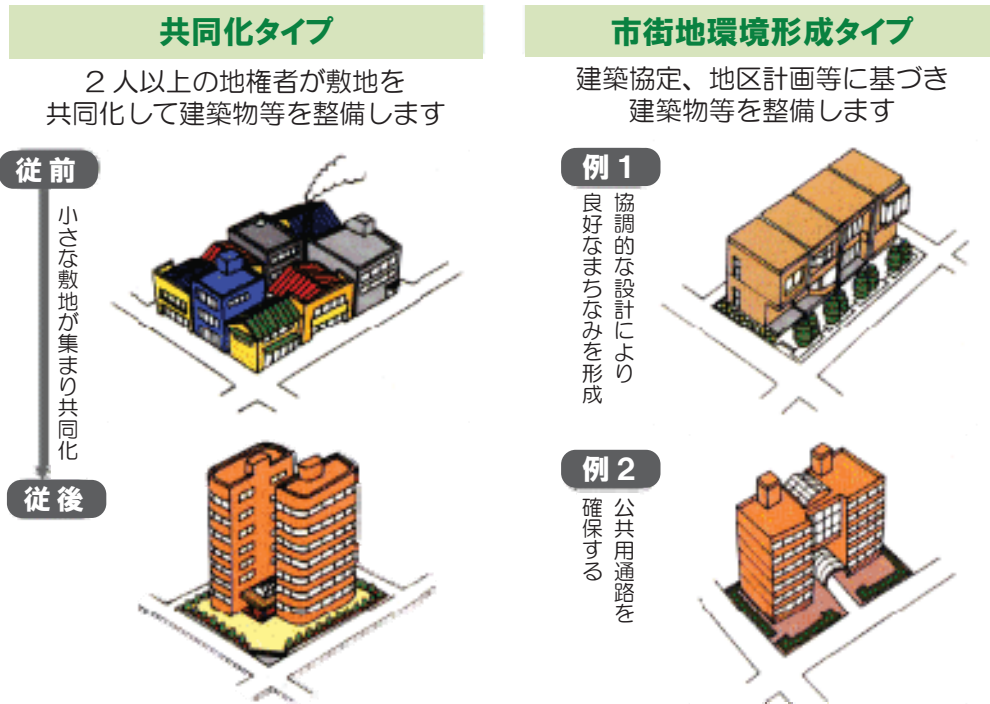 共同化タイプ
2人以上の地権者が敷地を
共同化して建築物等を整備します
従前
小さな敷地が集まり共同化
従後
市街地環境形成タイプ
建築協定、地区計画等に基づき
建築物等を整備します
例1
協調的な設計により
良好なまちなみを形成
例2
公共用通路を
確保する